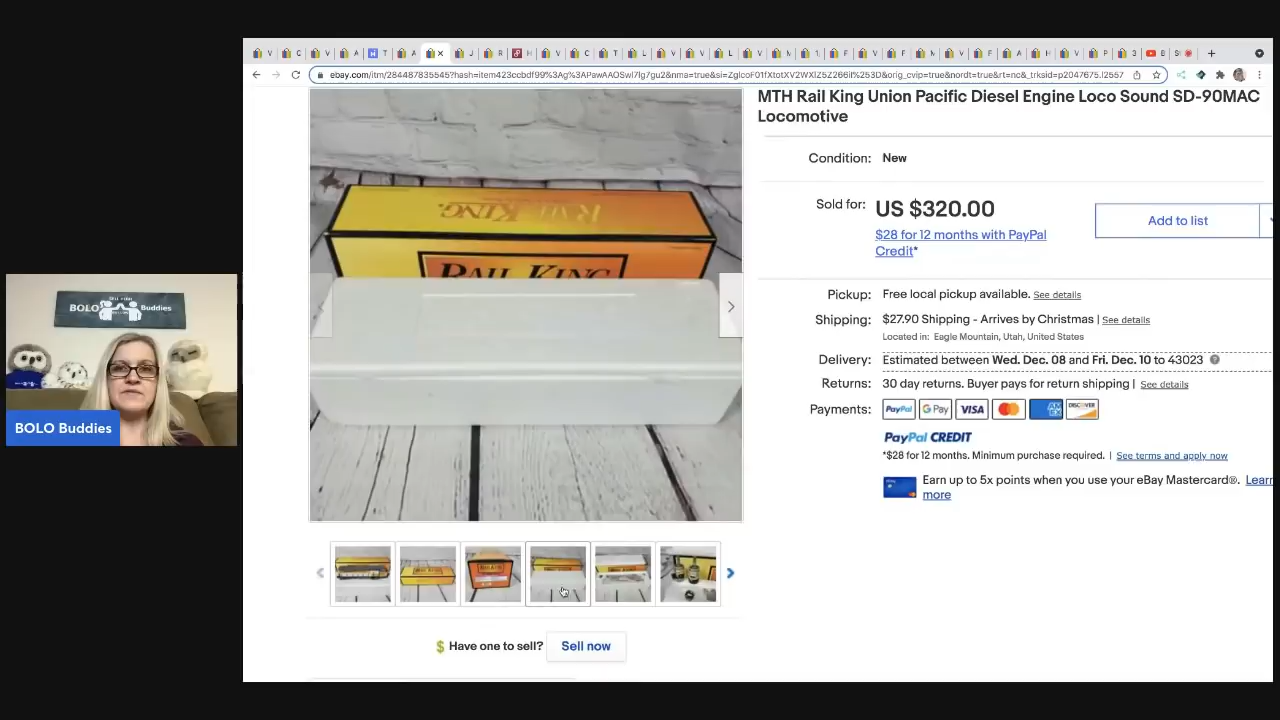 ebay.com/itm/284487835545?hash=item423ccbdf99%3Ag%3APawAAOSwl7lg7gu2&nma=true&si=ZglcoF01fXtotXV2WXlZ5Z266iI%253D&orig_cvip=true&nordt=true&rt=nc&_trksid=p2047675.l2557
MTH Rail King Union Pacific Diesel Engine Loco Sound SD-90MAC
Locomotive
Condition: New
Sold for: US $320.00
$28 for 12 months with PayPal
Credit*
Add to list
Pickup: Free local pickup available. See details
Shipping: $27.90 Shipping - Arrives by Christmas | See details
Located in: Eagle Mountain, Utah, United States
Delivery: Estimated between Wed. Dec. 08 and Fri. Dec. 10 to 43023
Returns: 30 day returns. Buyer pays for return shipping | See details
Payments: PayPal G Pay VISA MasterCard AMEX DISCOVER
PayPal CREDIT
*$28 for 12 months. Minimum purchase required. | See terms and apply now
Earn up to 5x points when you use your eBay Mastercard®. Learn
more
RAIL KING
RAIL KING
$ Have one to sell? Sell now
BOLO Buddies
BOLO Buddies